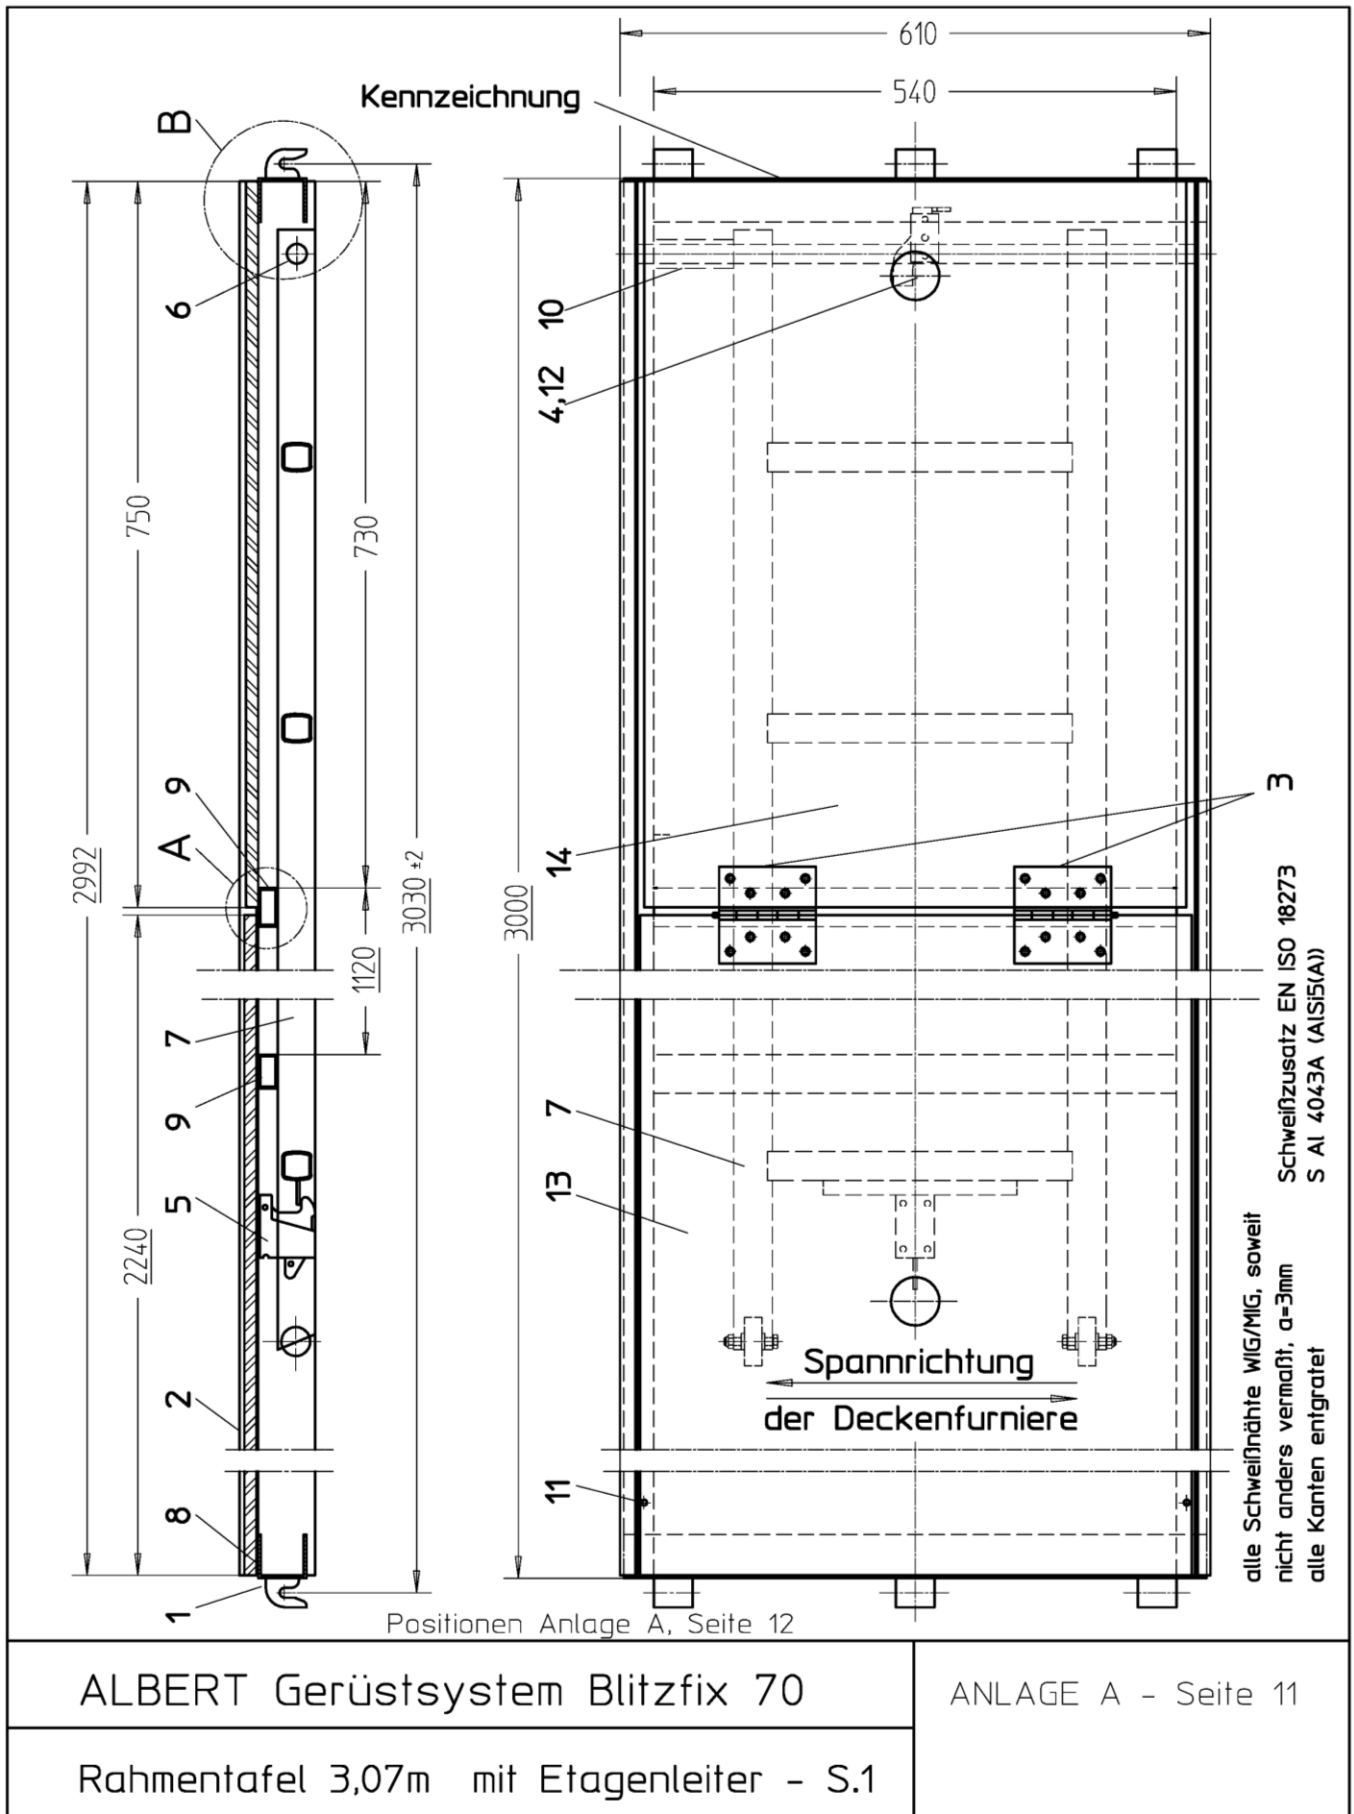 610
540
Kennzeichnung
B
6
10
4,12
750
730
9
A
14
3
2992
3030 ±2
3000
1120
7
9
5
2240
7
13
2
8
1
11
Spannrichtung
der Deckenfurniere
Schweißzusatz EN ISO 18273
S Al 4043A (AlSi5(A))
alle Schweißnähte WIG/MIG, soweit
nicht anders vermaßt, a=3mm
alle Kanten entgratet
Positionen Anlage A, Seite 12
ALBERT Gerüstsystem Blitzfix 70
ANLAGE A - Seite 11
Rahmentafel 3,07m mit Etagenleiter - S.1